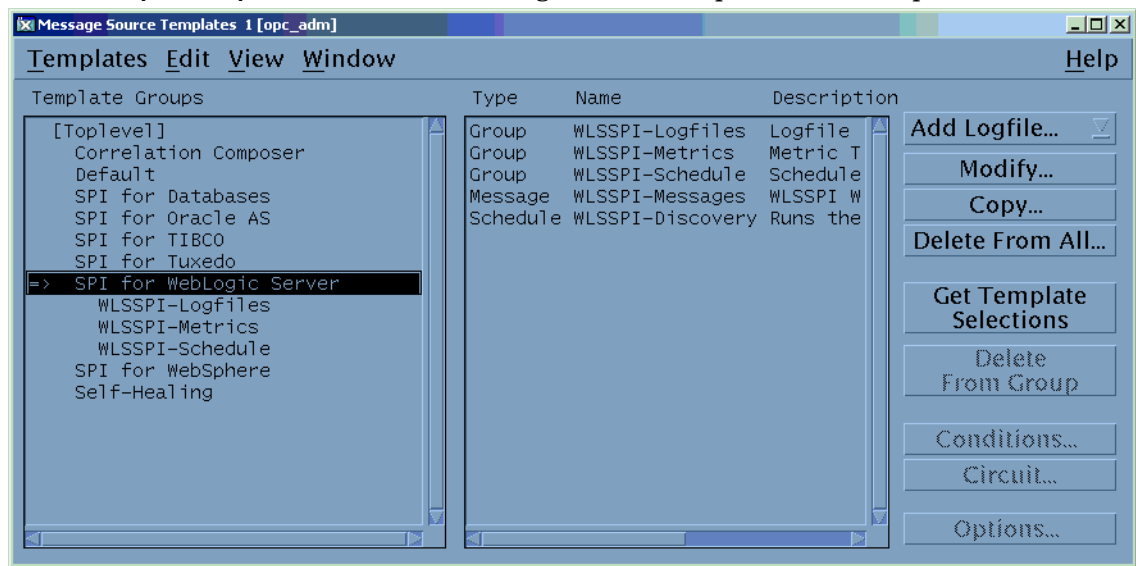 Message Source Templates 1 [opc_adm]
Templates Edit View Window Help
Template Groups
[Toplevel]
Correlation Composer
Default
SPI for Databases
SPI for Oracle AS
SPI for TIBCO
SPI for Tuxedo
=> SPI for WebLogic Server
WLSSPI-Logfiles
WLSSPI-Metrics
WLSSPI-Schedule
SPI for WebSphere
Self-Healing
Type Name Description
Group WLSSPI-Logfiles Logfile
Group WLSSPI-Metrics Metric T
Group WLSSPI-Schedule Schedule
Message WLSSPI-Messages WLSSPI W
Schedule WLSSPI-Discovery Runs the
Add Logfile...
Modify...
Copy...
Delete From All...
Get Template
Selections
Delete
From Group
Conditions...
Circuit...
Options...